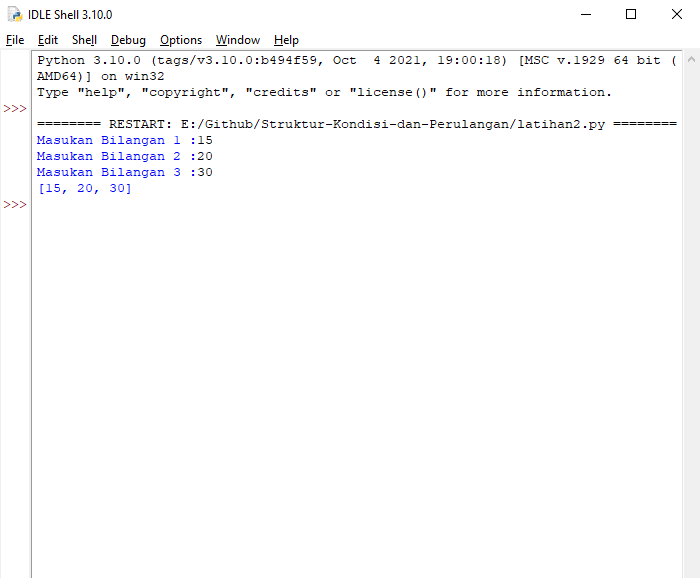 IDLE Shell 3.10.0
File Edit Shell Debug Options Window Help
Python 3.10.0 (tags/v3.10.0:b494f59, Oct  4 2021, 19:00:18) [MSC v.1929 64 bit (
AMD64)] on win32
Type "help", "copyright", "credits" or "license()" for more information.
>>>
======== RESTART: E:/Github/Struktur-Kondisi-dan-Perulangan/latihan2.py ========
Masukan Bilangan 1 :15
Masukan Bilangan 2 :20
Masukan Bilangan 3 :30
[15, 20, 30]
>>>